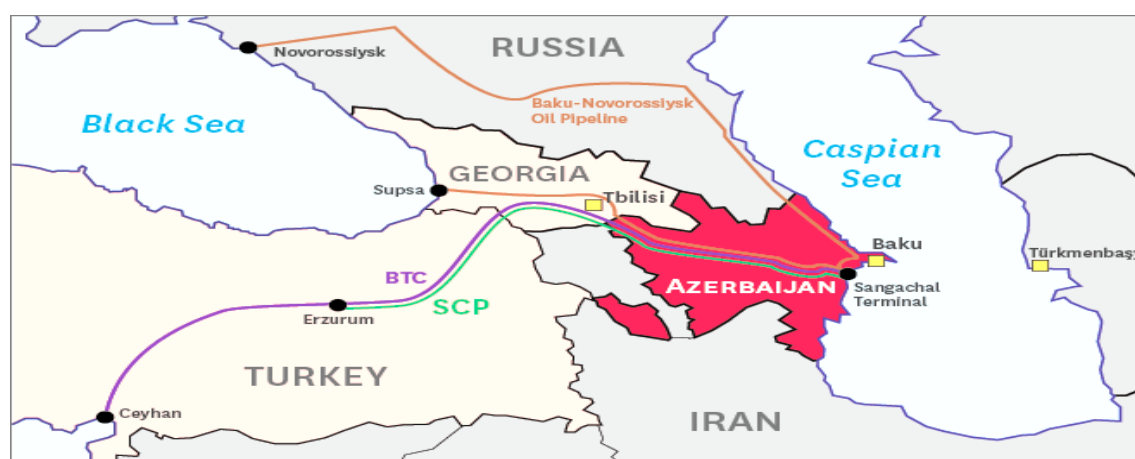 RUSSIA
Novorossiysk
Baku-Novorossiysk
Oil Pipeline
Black Sea
Caspian
Sea
GEORGIA
Supsa
Tbilisi
Baku
Türkmenbaşy
BTC
AZERBAIJAN
Sangachal
Terminal
SCP
Erzurum
TURKEY
Ceyhan
IRAN